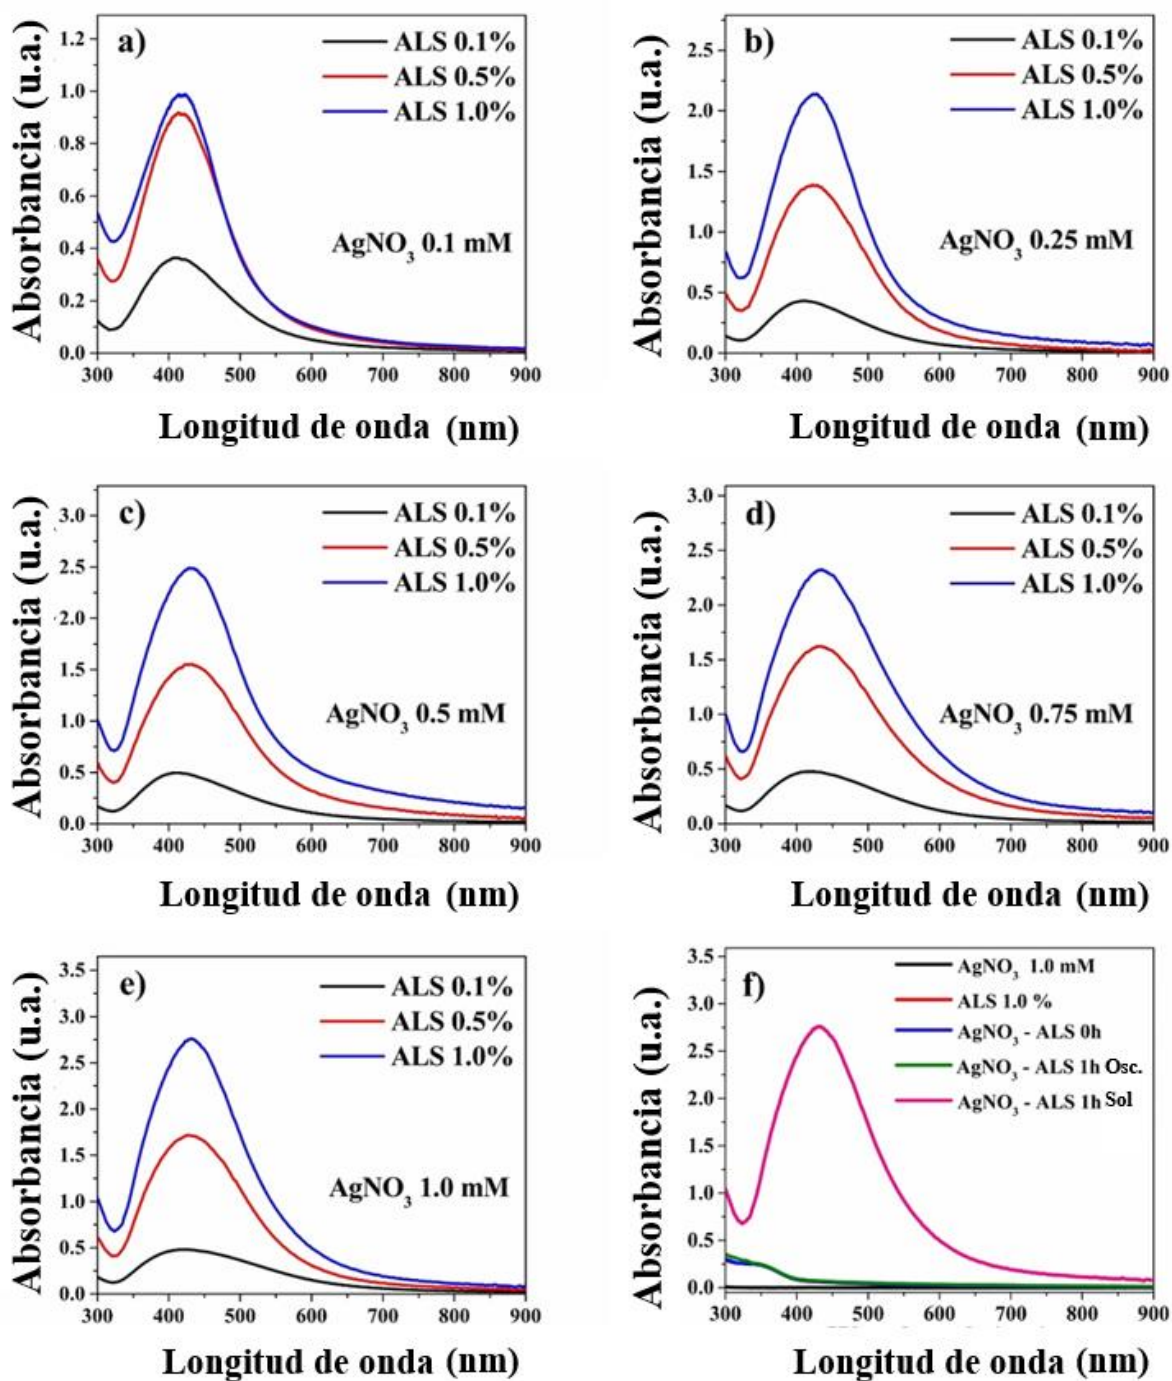 Absorbancia (u.a.)
a)
ALS 0.1%
ALS 0.5%
ALS 1.0%
AgNO₃ 0.1 mM
1.2
1.0
0.8
0.6
0.4
0.2
0.0
300 400 500 600 700 800 900
Longitud de onda (nm)
Absorbancia (u.a.)
b)
ALS 0.1%
ALS 0.5%
ALS 1.0%
AgNO₃ 0.25 mM
2.5
2.0
1.5
1.0
0.5
0.0
300 400 500 600 700 800 900
Longitud de onda (nm)
Absorbancia (u.a.)
c)
ALS 0.1%
ALS 0.5%
ALS 1.0%
AgNO₃ 0.5 mM
3.0
2.5
2.0
1.5
1.0
0.5
0.0
300 400 500 600 700 800 900
Longitud de onda (nm)
Absorbancia (u.a.)
d)
ALS 0.1%
ALS 0.5%
ALS 1.0%
AgNO₃ 0.75 mM
3.0
2.5
2.0
1.5
1.0
0.5
0.0
300 400 500 600 700 800 900
Longitud de onda (nm)
Absorbancia (u.a.)
e)
ALS 0.1%
ALS 0.5%
ALS 1.0%
AgNO₃ 1.0 mM
3.5
3.0
2.5
2.0
1.5
1.0
0.5
0.0
300 400 500 600 700 800 900
Longitud de onda (nm)
Absorbancia (u.a.)
f)
AgNO₃ 1.0 mM
ALS 1.0 %
AgNO₃ - ALS 0h
AgNO₃ - ALS 1h Osc.
AgNO₃ - ALS 1h Sol
3.5
3.0
2.5
2.0
1.5
1.0
0.5
0.0
300 400 500 600 700 800 900
Longitud de onda (nm)